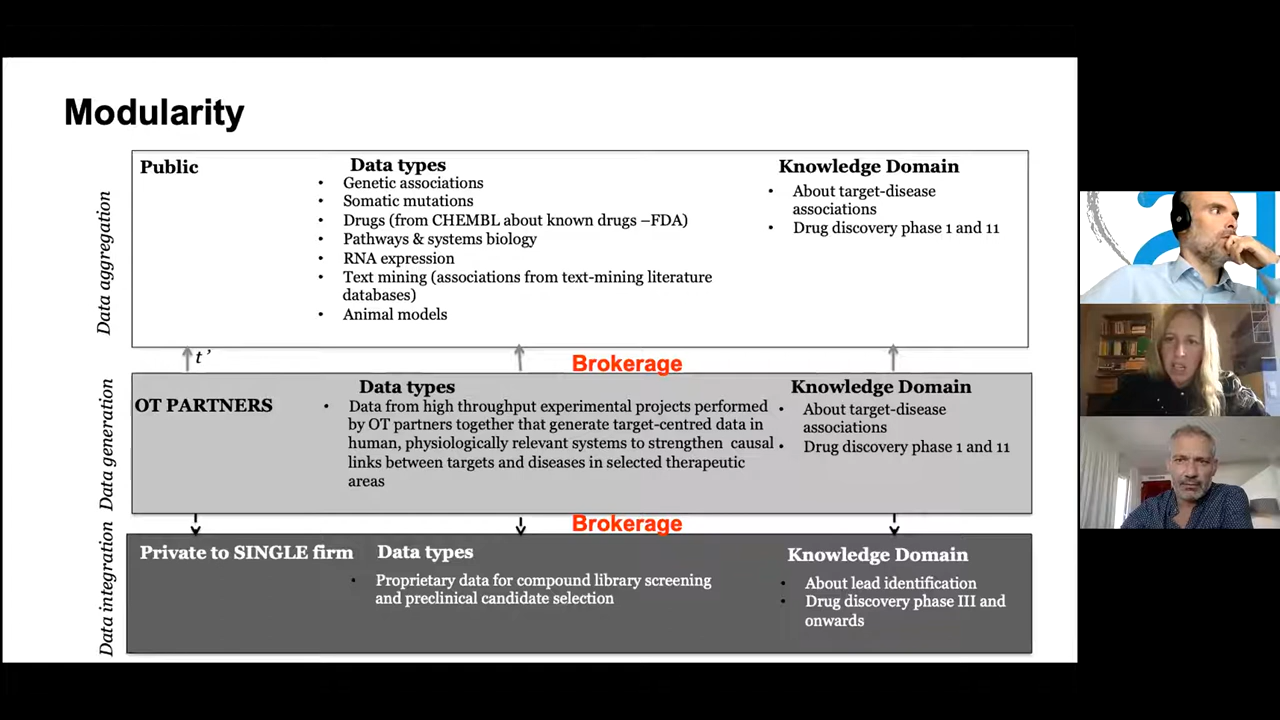 Modularity
Data aggregation
Public
Data types
• Genetic associations
• Somatic mutations
• Drugs (from CHEMBL about known drugs –FDA)
• Pathways & systems biology
• RNA expression
• Text mining (associations from text-mining literature
databases)
• Animal models
Knowledge Domain
• About target-disease
associations
• Drug discovery phase 1 and 11
t'
Brokerage
Data generation
OT PARTNERS
Data types
• Data from high throughput experimental projects performed
by OT partners together that generate target-centred data in
human, physiologically relevant systems to strengthen causal
links between targets and diseases in selected therapeutic
areas
Knowledge Domain
• About target-disease
associations
• Drug discovery phase 1 and 11
Brokerage
Data integration
Private to SINGLE firm
Data types
• Proprietary data for compound library screening
and preclinical candidate selection
Knowledge Domain
• About lead identification
• Drug discovery phase III and
onwards